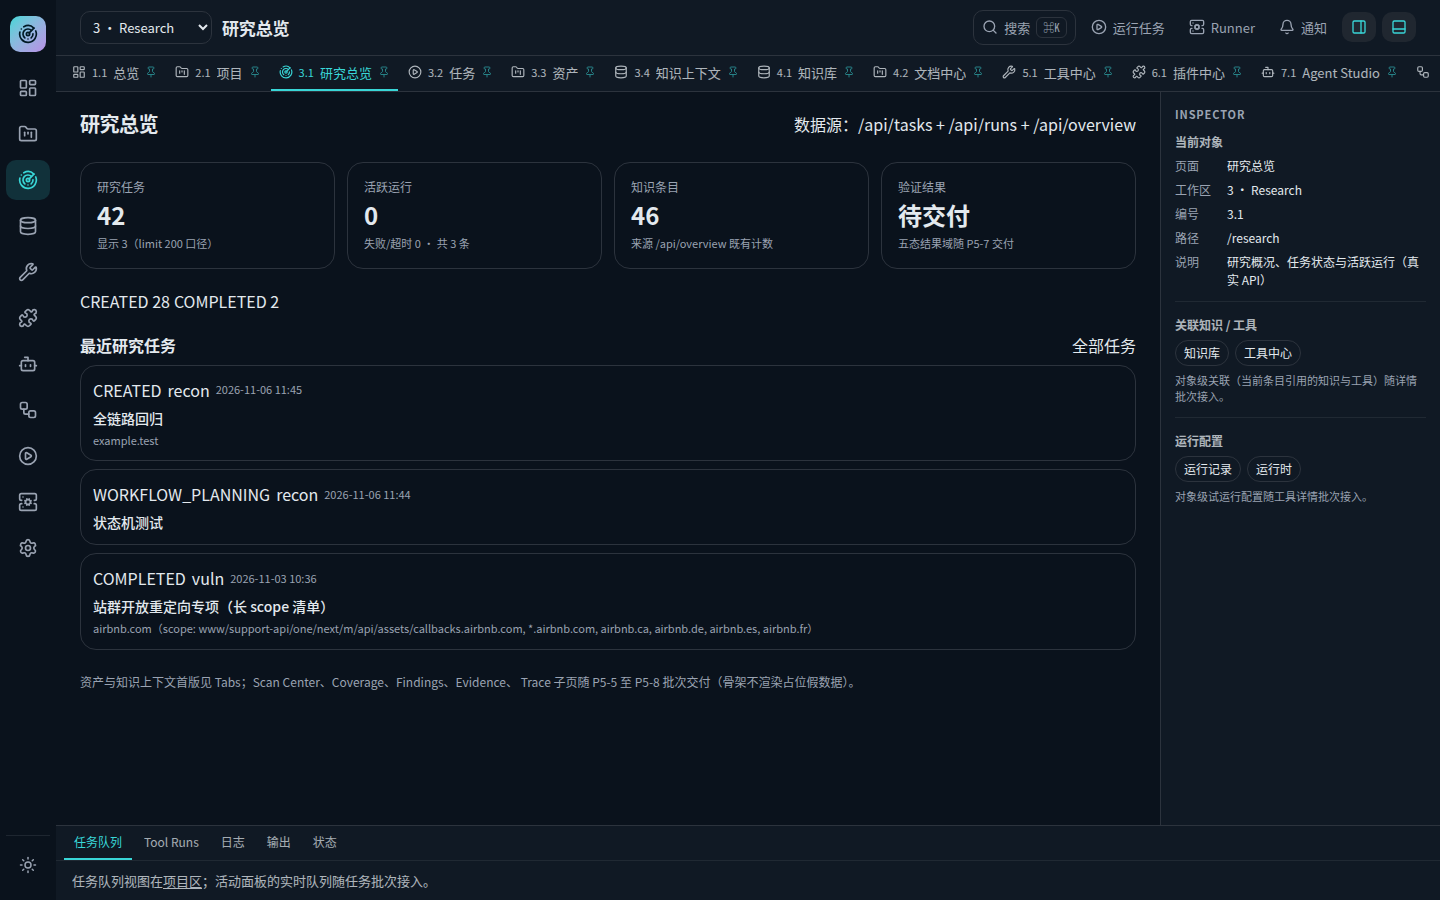 3 · Research
研究总览
搜索 ⌘K
运行任务
Runner
通知
1.1 总览
2.1 项目
3.1 研究总览
3.2 任务
3.3 资产
3.4 知识上下文
4.1 知识库
4.2 文档中心
5.1 工具中心
6.1 插件中心
7.1 Agent Studio
研究总览
数据源：/api/tasks + /api/runs + /api/overview
研究任务
42
显示 3（limit 200 口径）
活跃运行
0
失败/超时 0 · 共 3 条
知识条目
46
来源 /api/overview 既有计数
验证结果
待交付
五态结果域随 P5-7 交付
CREATED 28 COMPLETED 2
最近研究任务
全部任务
CREATED recon 2026-11-06 11:45
全链路回归
example.test
WORKFLOW_PLANNING recon 2026-11-06 11:44
状态机测试
COMPLETED vuln 2026-11-03 10:36
站群开放重定向专项（长 scope 清单）
airbnb.com（scope: www/support-api/one/next/m/api/assets/callbacks.airbnb.com, *.airbnb.com, airbnb.ca, airbnb.de, airbnb.es, airbnb.fr）
资产与知识上下文首版见 Tabs；Scan Center、Coverage、Findings、Evidence、 Trace 子页随 P5-5 至 P5-8 批次交付（骨架不渲染占位假数据）。
INSPECTOR
当前对象
页面 研究总览
工作区 3 · Research
编号 3.1
路径 /research
说明 研究概况、任务状态与活跃运行（真
实 API）
关联知识 / 工具
知识库
工具中心
对象级关联（当前条目引用的知识与工具）随详情
批次接入。
运行配置
运行记录
运行时
对象级试运行配置随工具详情批次接入。
任务队列
Tool Runs
日志
输出
状态
任务队列视图在项目区；活动面板的实时队列随任务批次接入。